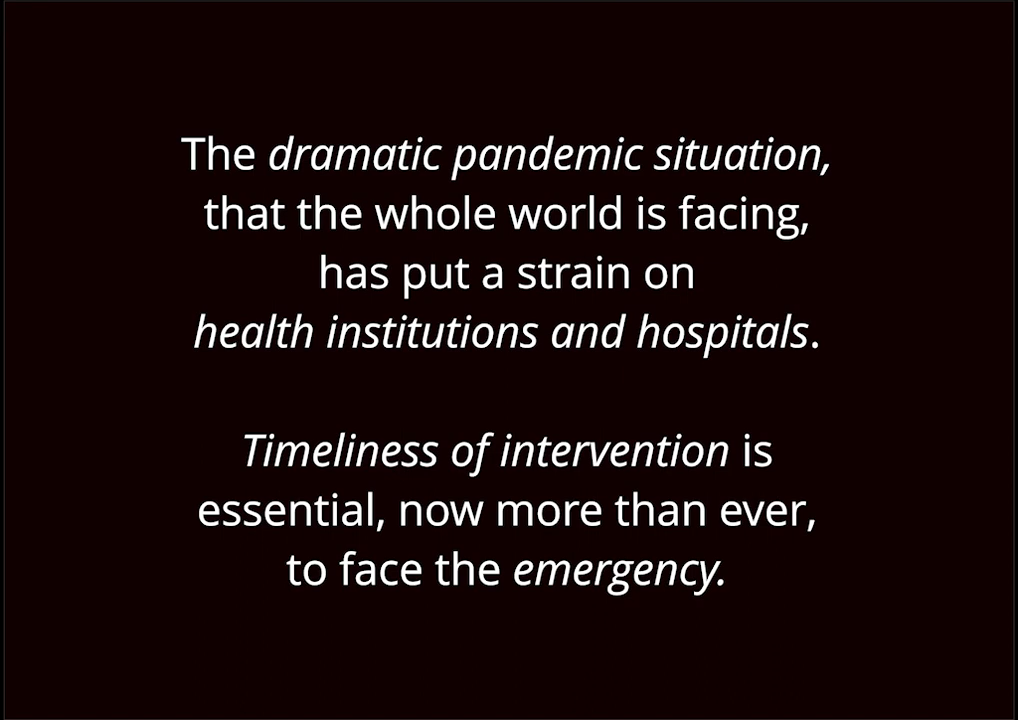 The dramatic pandemic situation,
that the whole world is facing,
has put a strain on
health institutions and hospitals.
Timeliness of intervention is
essential, now more than ever,
to face the emergency.